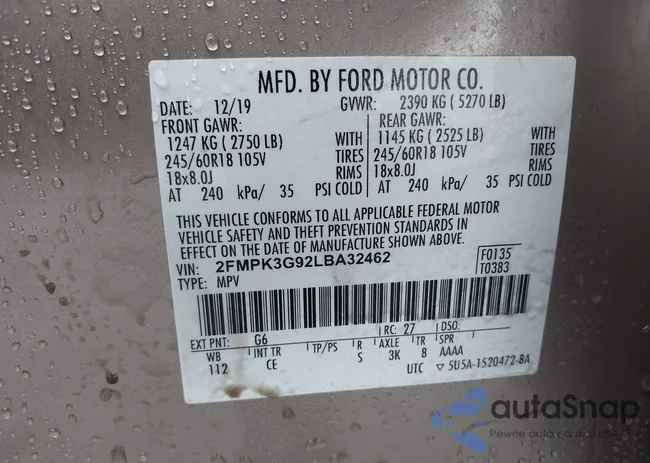 MFD. BY FORD MOTOR CO.
DATE: 12/19 GVWR: 2390 KG ( 5270 LB)
FRONT GAWR: REAR GAWR:
1247 KG ( 2750 LB) WITH 1145 KG ( 2525 LB) WITH
245/60R18 105V TIRES 245/60R18 105V TIRES
18x8.0J RIMS 18x8.0J RIMS
AT 240 kPa/ 35 PSI COLD AT 240 kPa/ 35 PSI COLD
THIS VEHICLE CONFORMS TO ALL APPLICABLE FEDERAL MOTOR
VEHICLE SAFETY AND THEFT PREVENTION STANDARDS IN
EFFECT ON THE DATE OF MANUFACTURE SHOWN ABOVE.
VIN: 2FMPK3G92LBA32462 F0135
TYPE: MPV T0383
EXT PNT: G6 RC: 27 DSO:
WB INT TR TP/PS R AXLE TR SPR
112 CE S 3K 8 AAAA
UTC ▽ 5U5A-1520472-BA
autaSnap
Pewne auta z aukcji USA